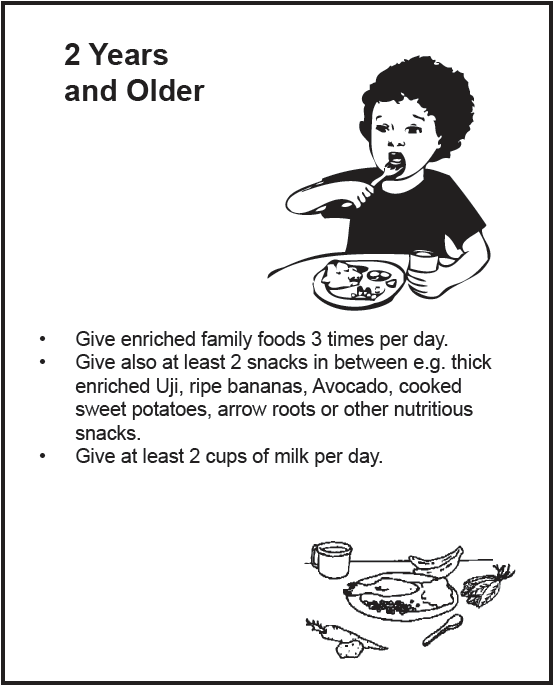 2 Years
and Older
• Give enriched family foods 3 times per day.
• Give also at least 2 snacks in between e.g. thick
enriched Uji, ripe bananas, Avocado, cooked
sweet potatoes, arrow roots or other nutritious
snacks.
• Give at least 2 cups of milk per day.